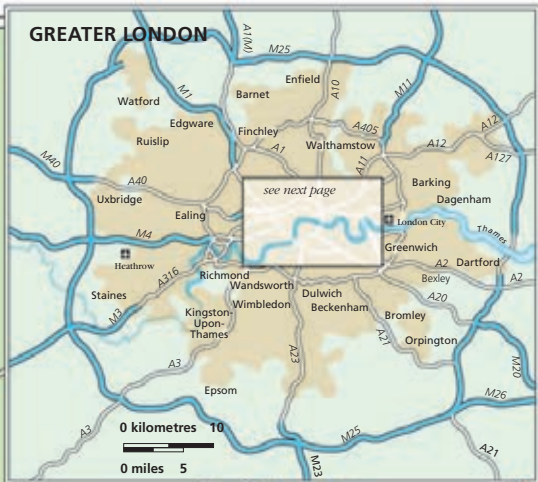 GREATER LONDON
A1(M)
M25
Enfield
A10
M11
Watford
M1
Barnet
Edgware
Finchley
A405
A12
Ruislip
A1
Walthamstow
A11
A12
A127
M40
A40
see next page
Barking
Dagenham
Uxbridge
Ealing
London City
Thames
M4
Greenwich
Heathrow
A316
Richmond
A2
Dartford
Bexley
A2
Staines
Wandsworth
Dulwich
A20
M3
Wimbledon
Beckenham
Kingston-
Upon-
Thames
Bromley
A21
Orpington
A3
A23
M20
Epsom
M26
0 kilometres 10
A3
M25
0 miles 5
M23
A21